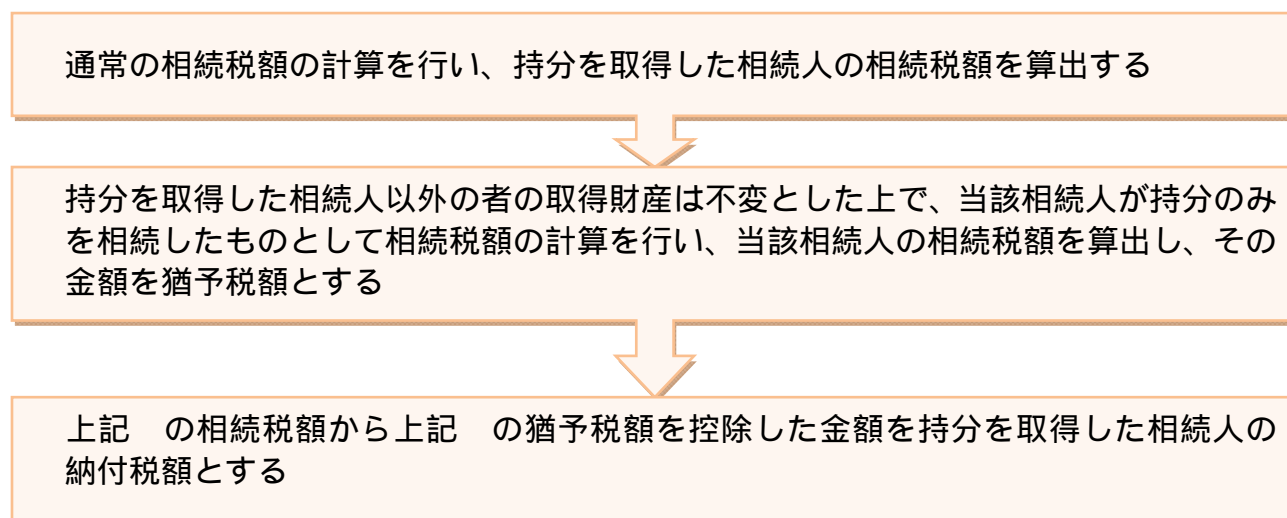 通常の相続税額の計算を行い、持分を取得した相続人の相続税額を算出する
持分を取得した相続人以外の者の取得財産は不変とした上で、当該相続人が持分のみ
を相続したものとして相続税額の計算を行い、当該相続人の相続税額を算出し、その
金額を猶予税額とする
上記　の相続税額から上記　の猶予税額を控除した金額を持分を取得した相続人の
納付税額とする